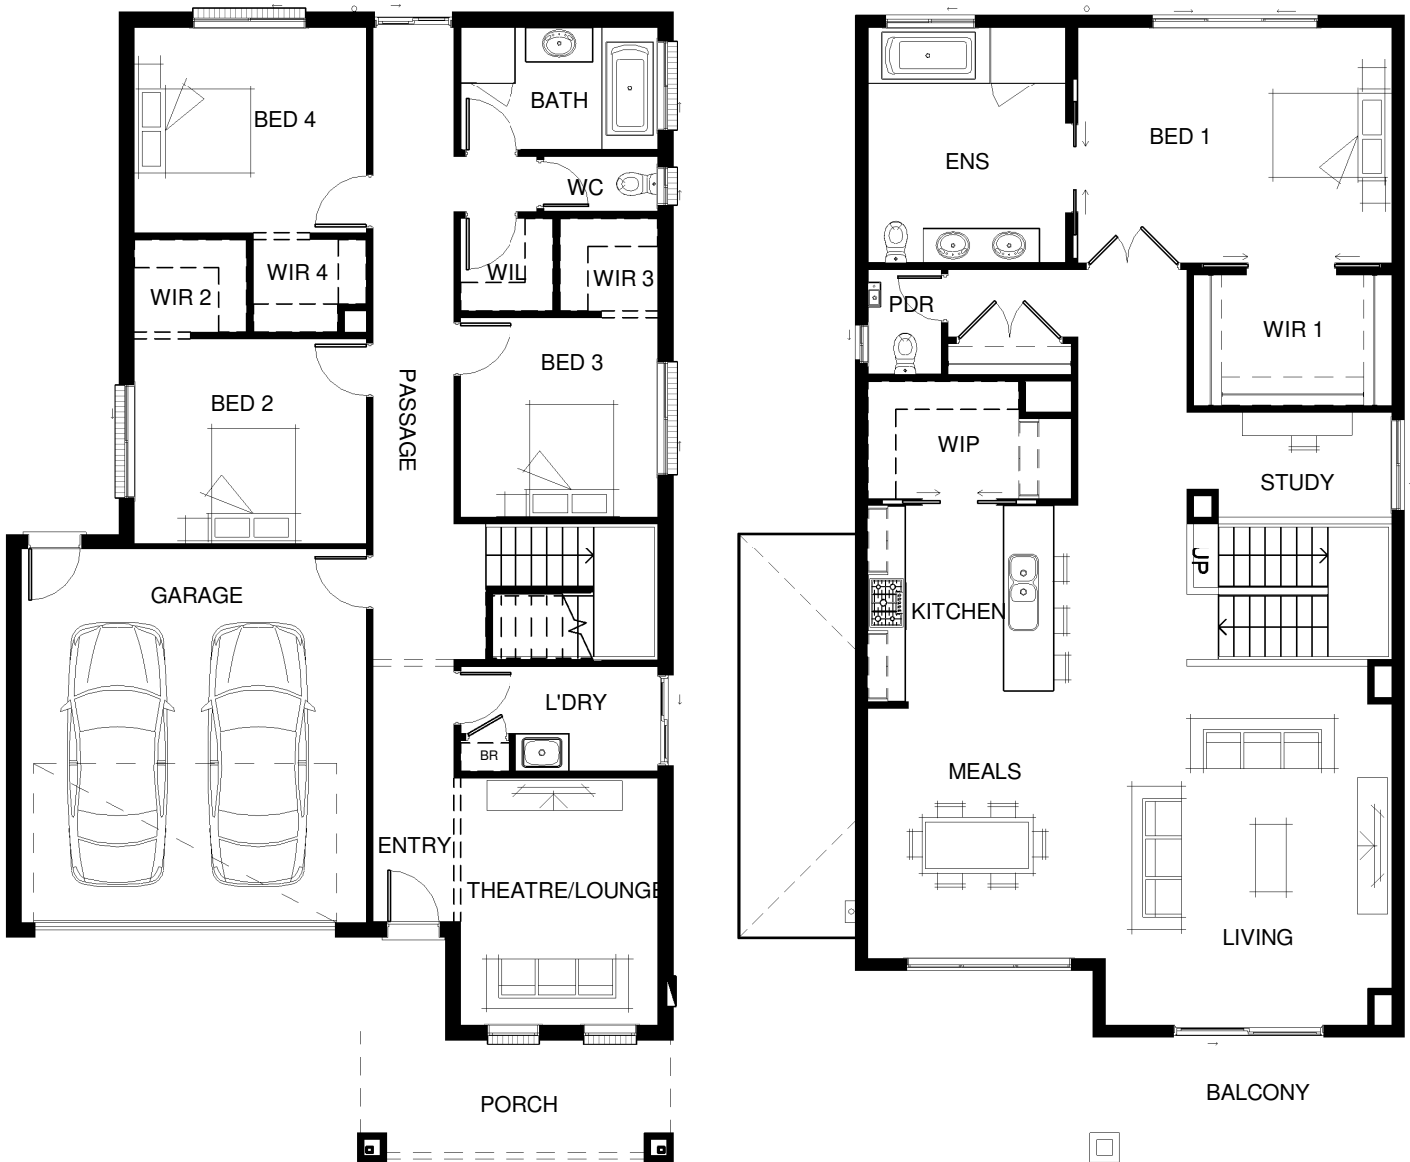 BED 4
BATH
WC
WIR 4
WIR 2
WIL
WIR 3
BED 3
BED 2
PASSAGE
GARAGE
L'DRY
BR
ENTRY
THEATRE/LOUNGE
PORCH
BED 1
ENS
PDR
WIR 1
WIP
STUDY
UP
KITCHEN
MEALS
LIVING
BALCONY